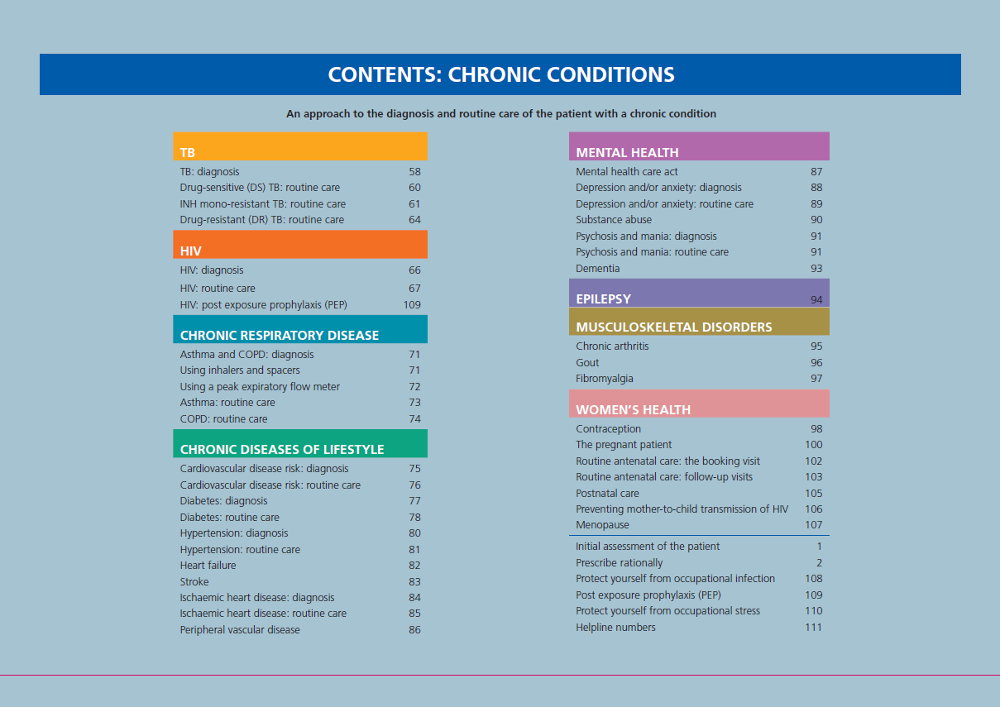 CONTENTS: CHRONIC CONDITIONS
An approach to the diagnosis and routine care of the patient with a chronic condition
TB
TB: diagnosis 58
Drug-sensitive (DS) TB: routine care 60
INH mono-resistant TB: routine care 61
Drug-resistant (DR) TB: routine care 64
HIV
HIV: diagnosis 66
HIV: routine care 67
HIV: post exposure prophylaxis (PEP) 109
CHRONIC RESPIRATORY DISEASE
Asthma and COPD: diagnosis 71
Using inhalers and spacers 71
Using a peak expiratory flow meter 72
Asthma: routine care 73
COPD: routine care 74
CHRONIC DISEASES OF LIFESTYLE
Cardiovascular disease risk: diagnosis 75
Cardiovascular disease risk: routine care 76
Diabetes: diagnosis 77
Diabetes: routine care 78
Hypertension: diagnosis 80
Hypertension: routine care 81
Heart failure 82
Stroke 83
Ischaemic heart disease: diagnosis 84
Ischaemic heart disease: routine care 85
Peripheral vascular disease 86
MENTAL HEALTH
Mental health care act 87
Depression and/or anxiety: diagnosis 88
Depression and/or anxiety: routine care 89
Substance abuse 90
Psychosis and mania: diagnosis 91
Psychosis and mania: routine care 91
Dementia 93
EPILEPSY 94
MUSCULOSKELETAL DISORDERS
Chronic arthritis 95
Gout 96
Fibromyalgia 97
WOMEN'S HEALTH
Contraception 98
The pregnant patient 100
Routine antenatal care: the booking visit 102
Routine antenatal care: follow-up visits 103
Postnatal care 105
Preventing mother-to-child transmission of HIV 106
Menopause 107
Initial assessment of the patient 1
Prescribe rationally 2
Protect yourself from occupational infection 108
Post exposure prophylaxis (PEP) 109
Protect yourself from occupational stress 110
Helpline numbers 111